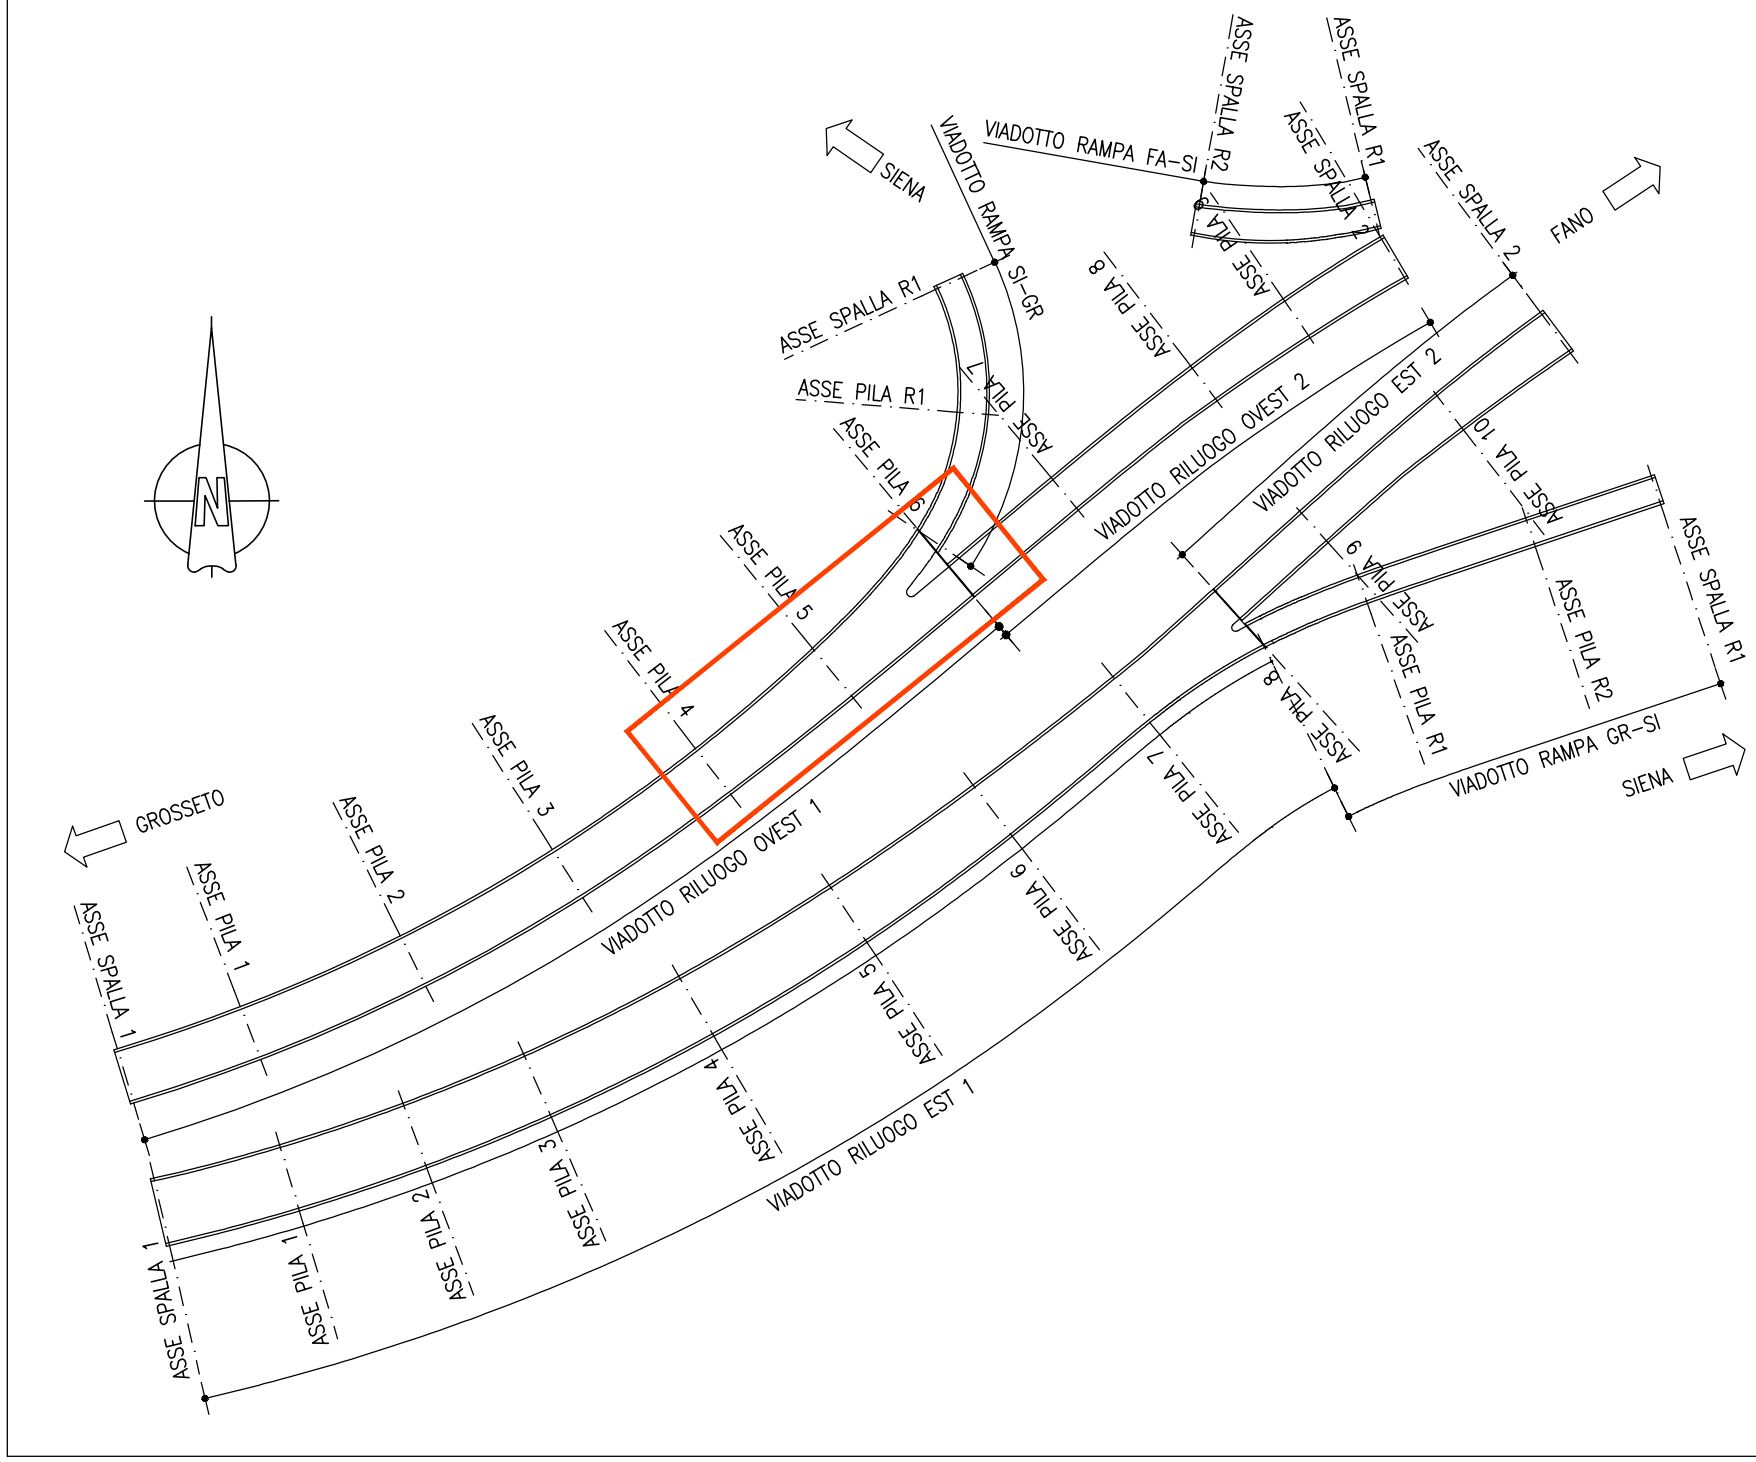 ASSE SPALLA R2
ASSE SPALLA R1
VIADOTTO RAMPA FA-SI
VIADOTTO RAMPA SI-GR
SIENA
ASSE SPALLA 2
ASSE SPALLA 2
FANO
ASSE PILA 9
ASSE PILA 8
ASSE SPALLA R1
ASSE PILA 7
ASSE PILA R1
ASSE PILA 6
VIADOTTO RILUOGO OVEST 2
VIADOTTO RILUOGO EST 2
ASSE PILA 10
N
ASSE PILA 5
ASSE PILA 9
ASSE SPALLA R1
ASSE PILA R2
ASSE PILA R1
ASSE PILA 4
ASSE PILA 8
ASSE PILA 3
ASSE PILA 7
VIADOTTO RAMPA GR-SI
SIENA
GROSSETO
ASSE PILA 2
VIADOTTO RILUOGO OVEST 1
ASSE PILA 1
ASSE PILA 6
ASSE SPALLA 1
ASSE PILA 5
ASSE PILA 4
VIADOTTO RILUOGO EST 1
ASSE PILA 3
ASSE PILA 2
ASSE PILA 1
ASSE SPALLA 1